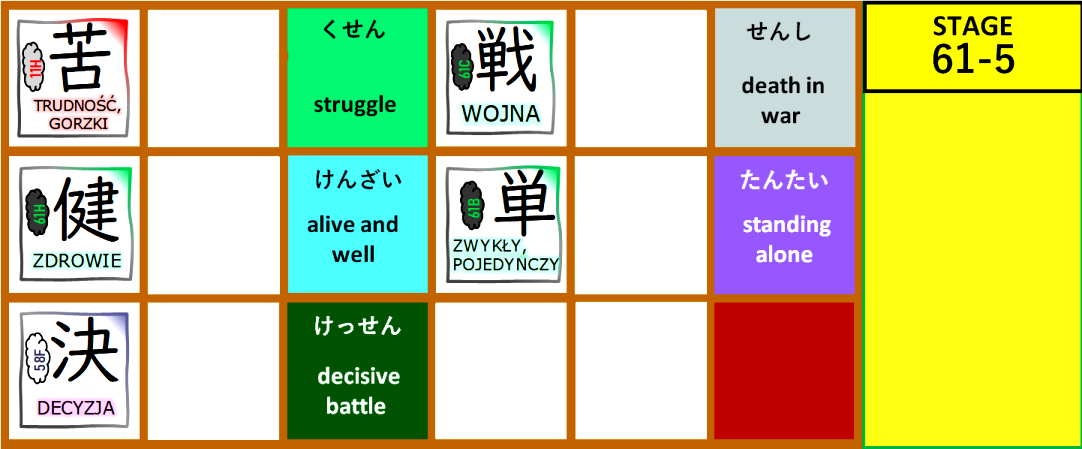 11H
苦
TRUDNOŚĆ,
GORZKI
くせん
struggle
61C
戦
WOJNA
せんし
death in
war
STAGE
61-5
61H
健
ZDROWIE
けんざい
alive and
well
61B
単
ZWYKŁY,
POJEDYNCZY
たんたい
standing
alone
58F
決
DECYZJA
けっせん
decisive
battle